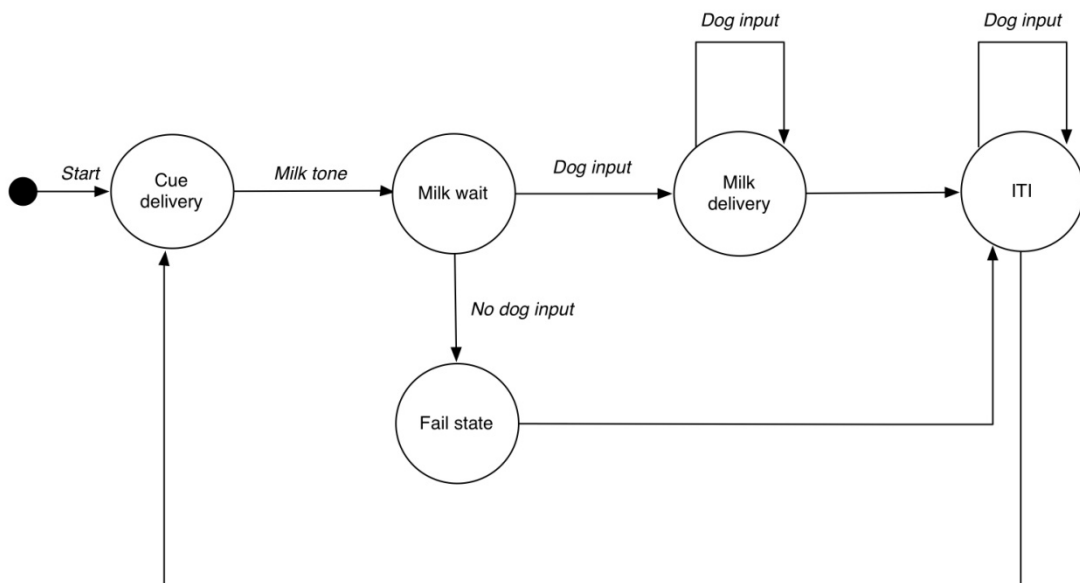 Dog input
Dog input
Start
Cue
delivery
Milk tone
Milk wait
Dog input
Milk
delivery
ITI
No dog input
Fail state